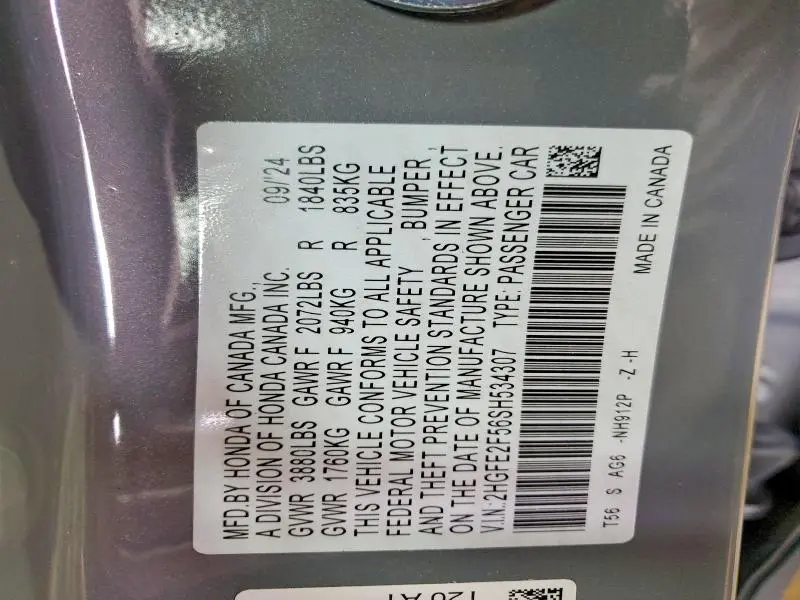 MFD.BY HONDA OF CANADA MFG.,
A DIVISION OF HONDA CANADA INC. 09/24
GVWR 3880LBS GAWR F 2072LBS R 1840LBS
GVWR 1760KG GAWR F 940KG R 835KG
THIS VEHICLE CONFORMS TO ALL APPLICABLE
FEDERAL MOTOR VEHICLE SAFETY , BUMPER ,
AND THEFT PREVENTION STANDARDS IN EFFECT
ON THE DATE OF MANUFACTURE SHOWN ABOVE.
V.I.N.:2HGFE2F56SH534307 TYPE: PASSENGER CAR
T56 S AG6 -NH912P -Z -H MADE IN CANADA